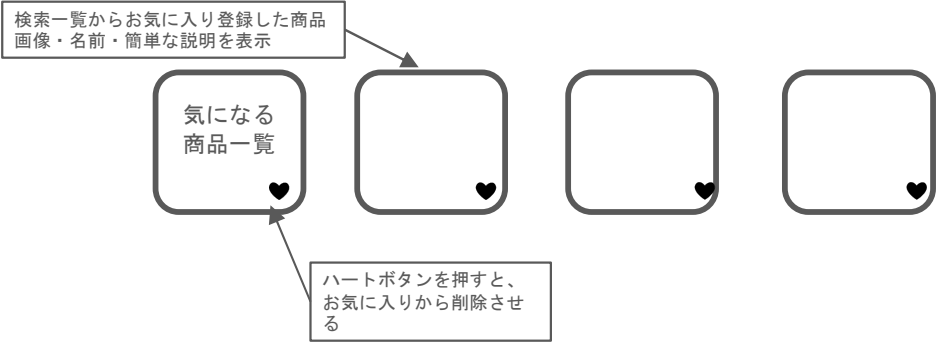 検索一覧からお気に入り登録した商品
画像・名前・簡単な説明を表示
気になる
商品一覧
ハートボタンを押すと、
お気に入りから削除させ
る